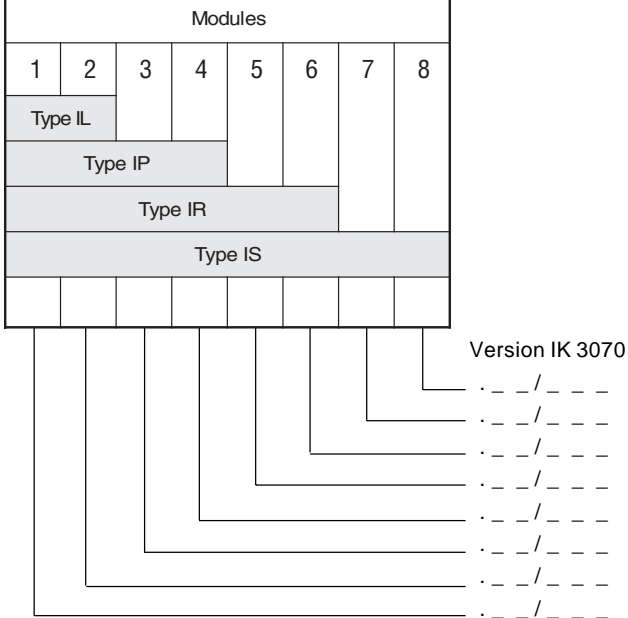 Modules
1 2 3 4 5 6 7 8
Type IL
Type IP
Type IR
Type IS
Version IK 3070
. _ _ / _ _ _
. _ _ / _ _ _
. _ _ / _ _ _
. _ _ / _ _ _
. _ _ / _ _ _
. _ _ / _ _ _
. _ _ / _ _ _
. _ _ / _ _ _